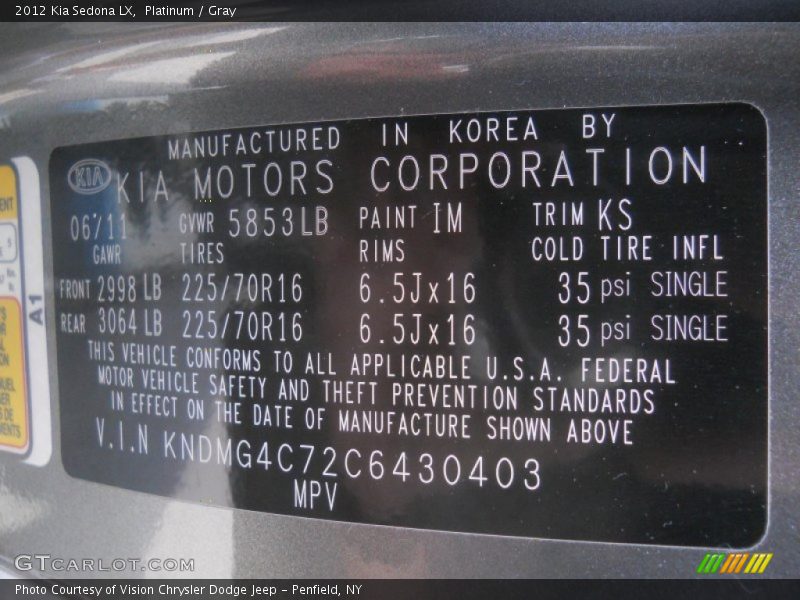 2012 Kia Sedona LX, Platinum / Gray
MANUFACTURED IN KOREA BY
KIA KIA MOTORS CORPORATION
06/11 GVWR 5853LB PAINT IM TRIM KS
GAWR TIRES RIMS COLD TIRE INFL
FRONT 2998 LB 225/70R16 6.5Jx16 35 psi SINGLE
REAR 3064 LB 225/70R16 6.5Jx16 35 psi SINGLE
THIS VEHICLE CONFORMS TO ALL APPLICABLE U.S.A. FEDERAL
MOTOR VEHICLE SAFETY AND THEFT PREVENTION STANDARDS
IN EFFECT ON THE DATE OF MANUFACTURE SHOWN ABOVE
V.I.N KNDMG4C72C6430403
MPV
A1
GTCARLOT.COM
Photo Courtesy of Vision Chrysler Dodge Jep – Penfield, NY